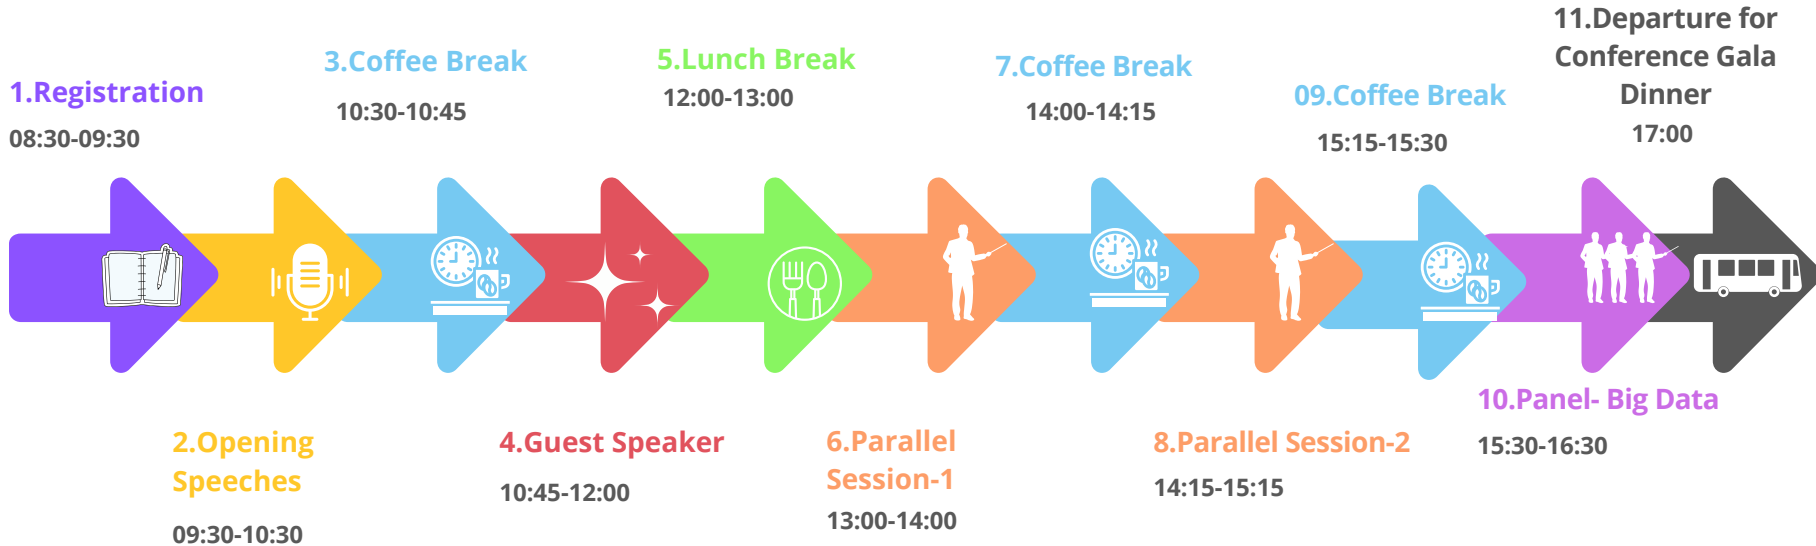 1.Registration
08:30-09:30
2.Opening
Speeches
09:30-10:30
3.Coffee Break
10:30-10:45
4.Guest Speaker
10:45-12:00
5.Lunch Break
12:00-13:00
6.Parallel
Session-1
13:00-14:00
7.Coffee Break
14:00-14:15
8.Parallel Session-2
14:15-15:15
09.Coffee Break
15:15-15:30
10.Panel- Big Data
15:30-16:30
11.Departure for
Conference Gala
Dinner
17:00